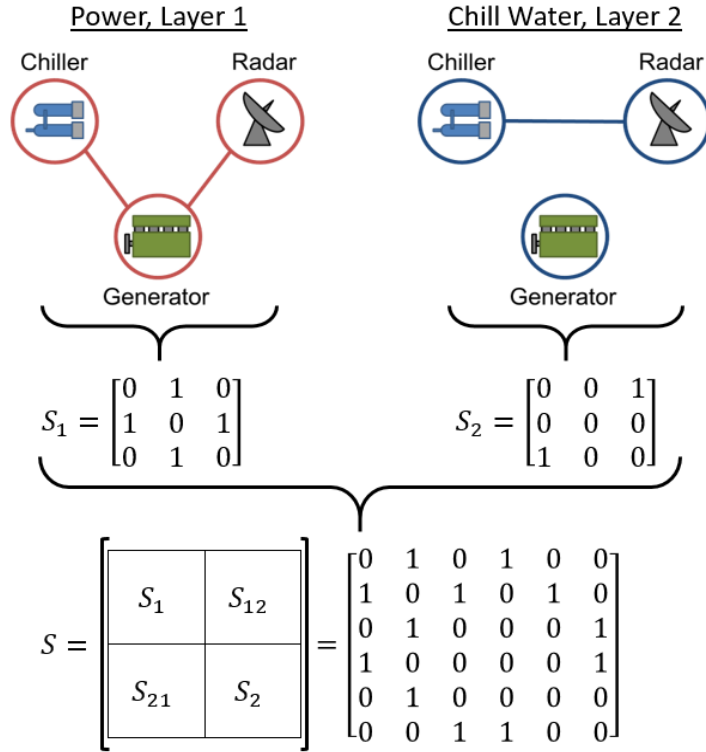 Power, Layer 1
Chill Water, Layer 2
Chiller
Radar
Chiller
Radar
Generator
Generator
S₁ = [0 1 0
1 0 1
0 1 0]
S₂ = [0 0 1
0 0 0
1 0 0]
S = [S₁ S₁₂
S₂₁ S₂]
= [0 1 0 1 0 0
1 0 1 0 1 0
0 1 0 0 0 1
1 0 0 0 0 1
0 1 0 0 0 0
0 0 1 1 0 0]